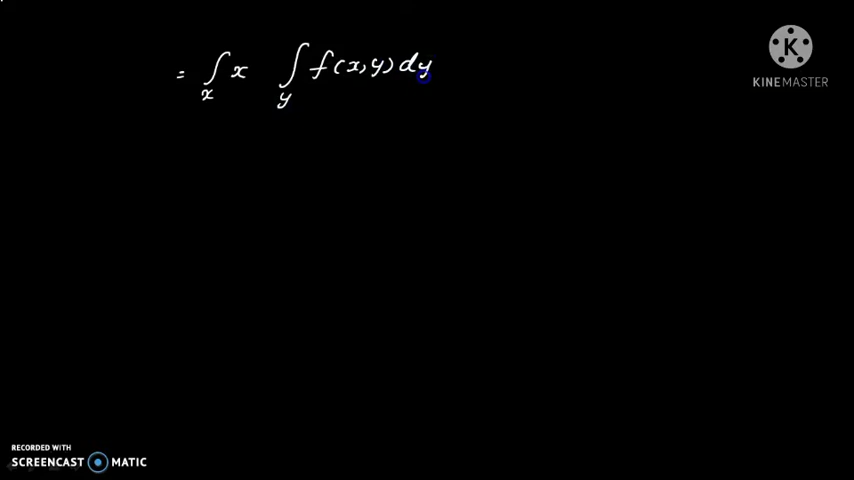 = ∫ₓ x ∫ᵧ f(x,y) dy
K
KINEMASTER
RECORDED WITH
SCREENCAST MATIC